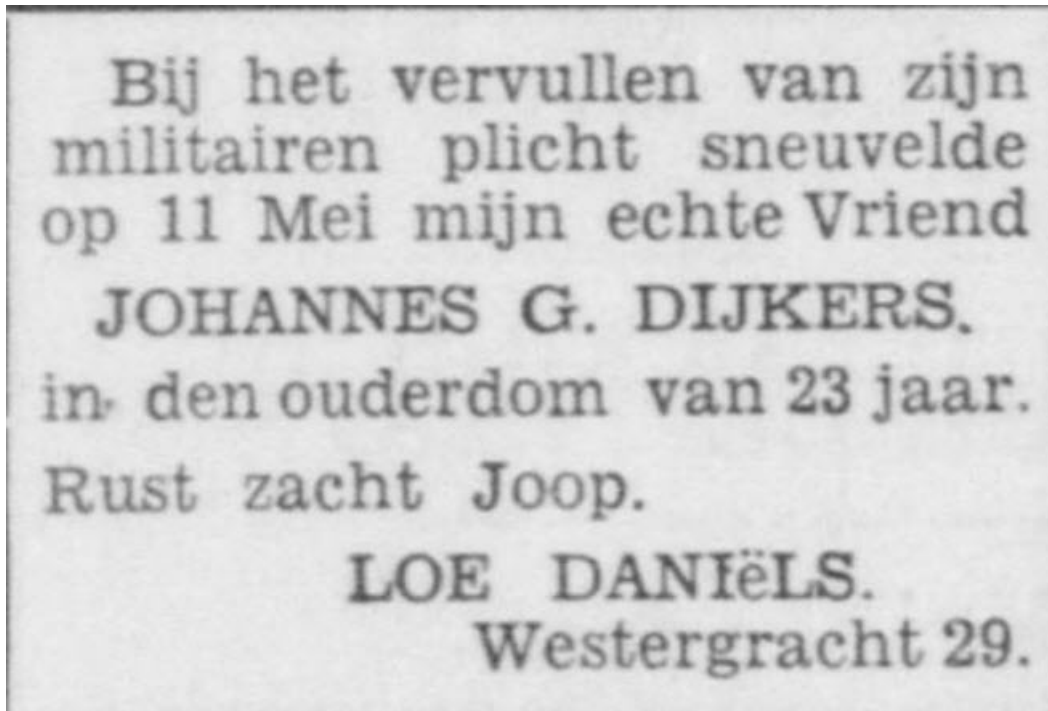 Bij het vervullen van zijn
militairen plicht sneuvelde
op 11 Mei mijn echte Vriend
JOHANNES G. DIJKERS.
in den ouderdom van 23 jaar.
Rust zacht Joop.
LOE DANIëLS.
Westergracht 29.